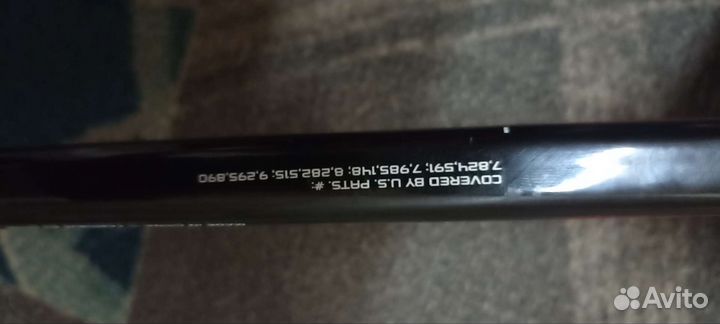 COVERED BY U.S. PATS. #:
7,824,591; 7,985,148; 8,282,515; 9,295,890
Avito